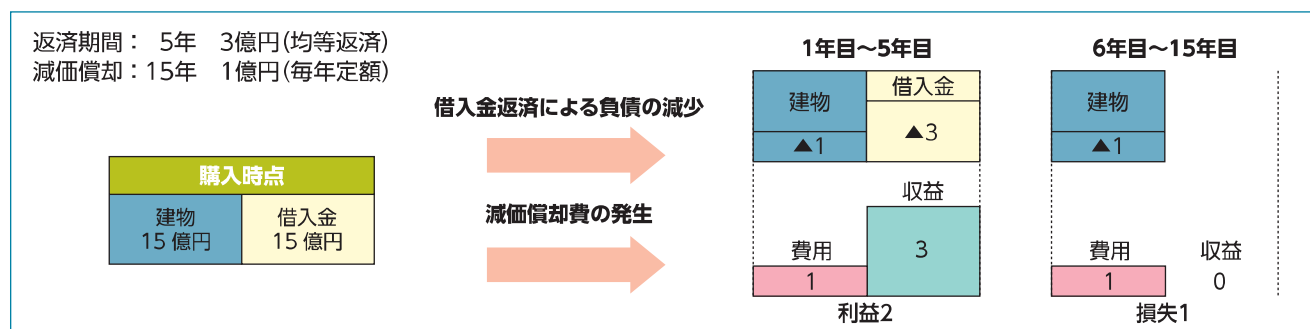 返済期間： 5年 3億円(均等返済)
減価償却：15年 1億円(毎年定額)
購入時点
建物
15億円
借入金
15億円
借入金返済による負債の減少
減価償却費の発生
1年目～5年目
建物
▲1
借入金
▲3
費用
1
収益
3
利益2
6年目～15年目
建物
▲1
費用
1
収益
0
損失1